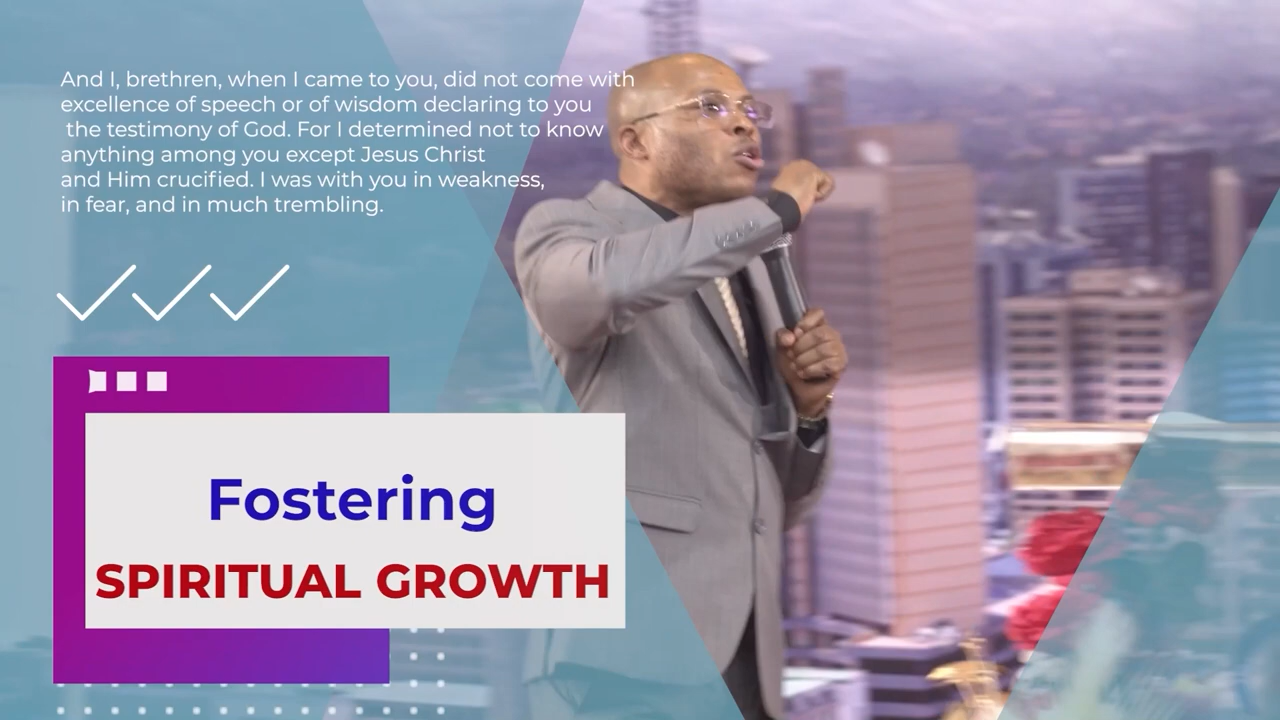 And I, brethren, when I came to you, did not come with
excellence of speech or of wisdom declaring to you
the testimony of God. For I determined not to know
anything among you except Jesus Christ
and Him crucified. I was with you in weakness,
in fear, and in much trembling.
Fostering
SPIRITUAL GROWTH